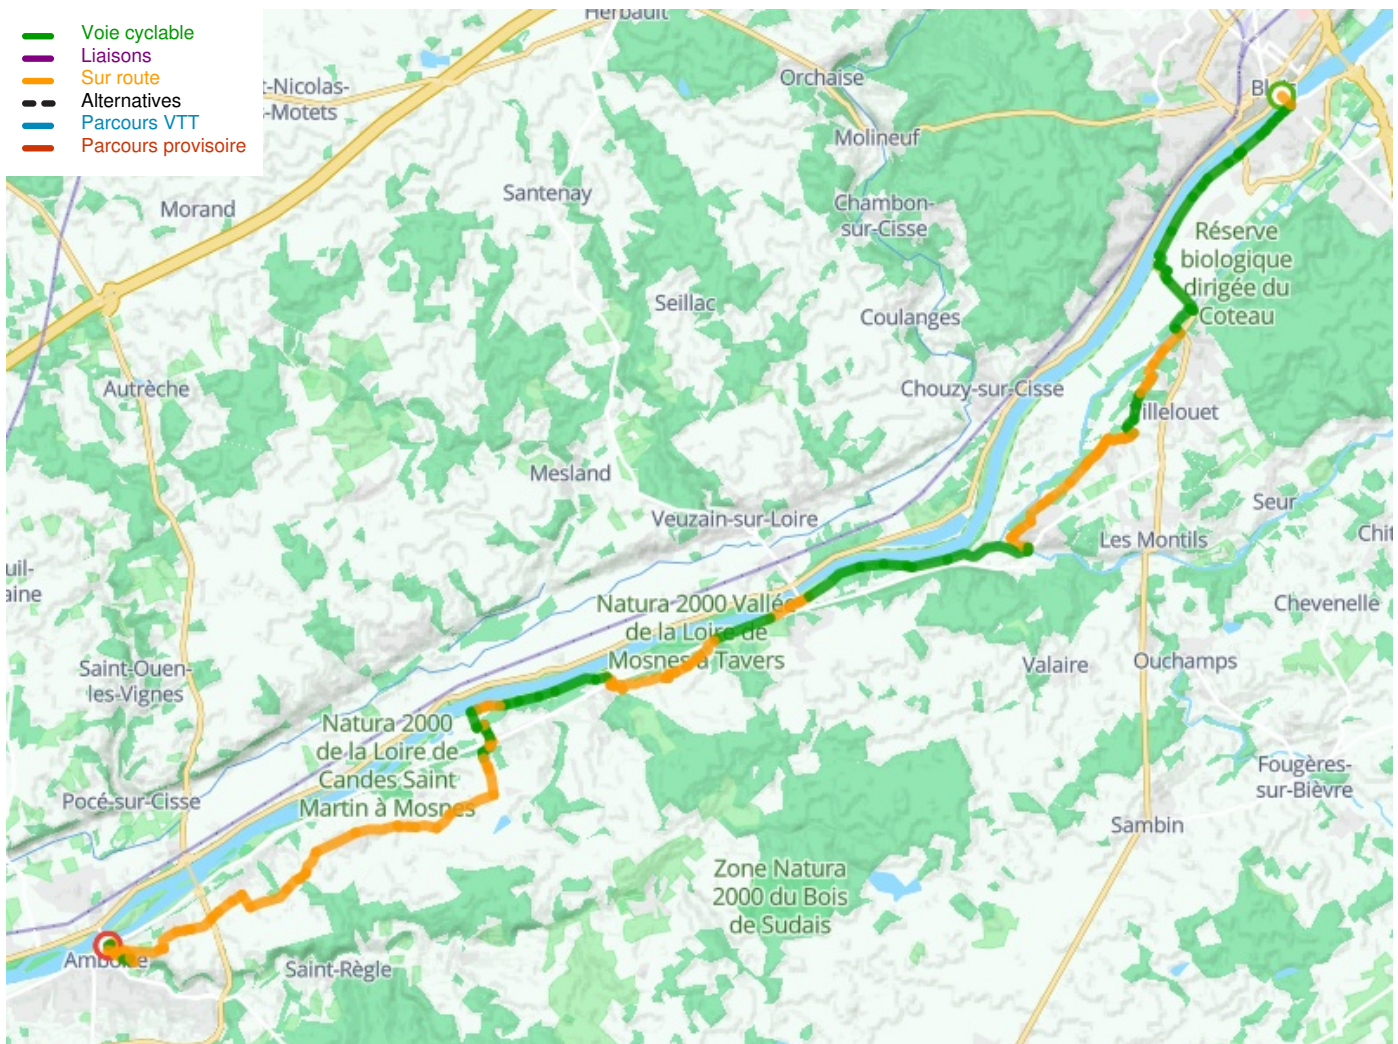 Voie cyclable
Liaisons
Sur route
Alternatives
Parcours VTT
Parcours provisoire
Herbault
Orchaise
t-Nicolas-
-Motets
Molineuf
Santenay
Morand
Chambon-
sur-Cisse
Réserve
biologique
dirigée du
Coteau
Seillac
Coulanges
Autrèche
Chouzy-sur-Cisse
illelouet
Mesland
Seur
Veuzain-sur-Loire
Les Montils
Chit
uil-
aine
Natura 2000 Vallée
de la Loire de
Mosnes à Tavers
Chevenelle
Saint-Ouen-
les-Vignes
Valaire
Ouchamps
Natura 2000
de la Loire de
Candes Saint
Martin à Mosnes
Fougères-
sur-Bièvre
Pocé-sur-Cisse
Sambin
Zone Natura
2000 du Bois
de Sudais
Amboise
Saint-Règle